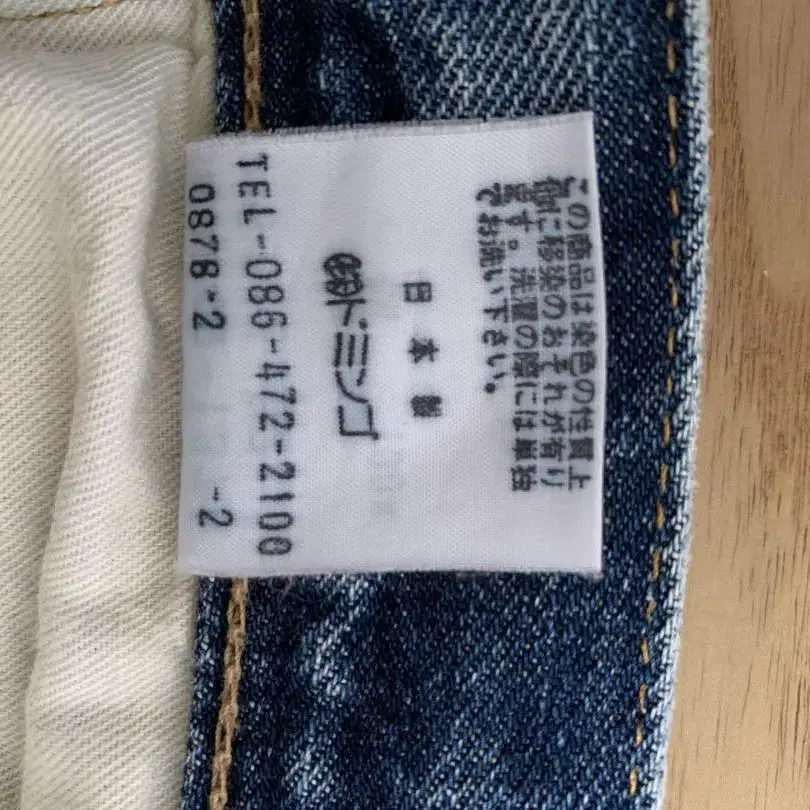 この商品は染色の性質上
他に移染のおそれが有り
ます。洗濯の際には単独
でお洗い下さい。
日本製
㈱ドミンゴ
TEL-086-472-2100
0878-2 -2